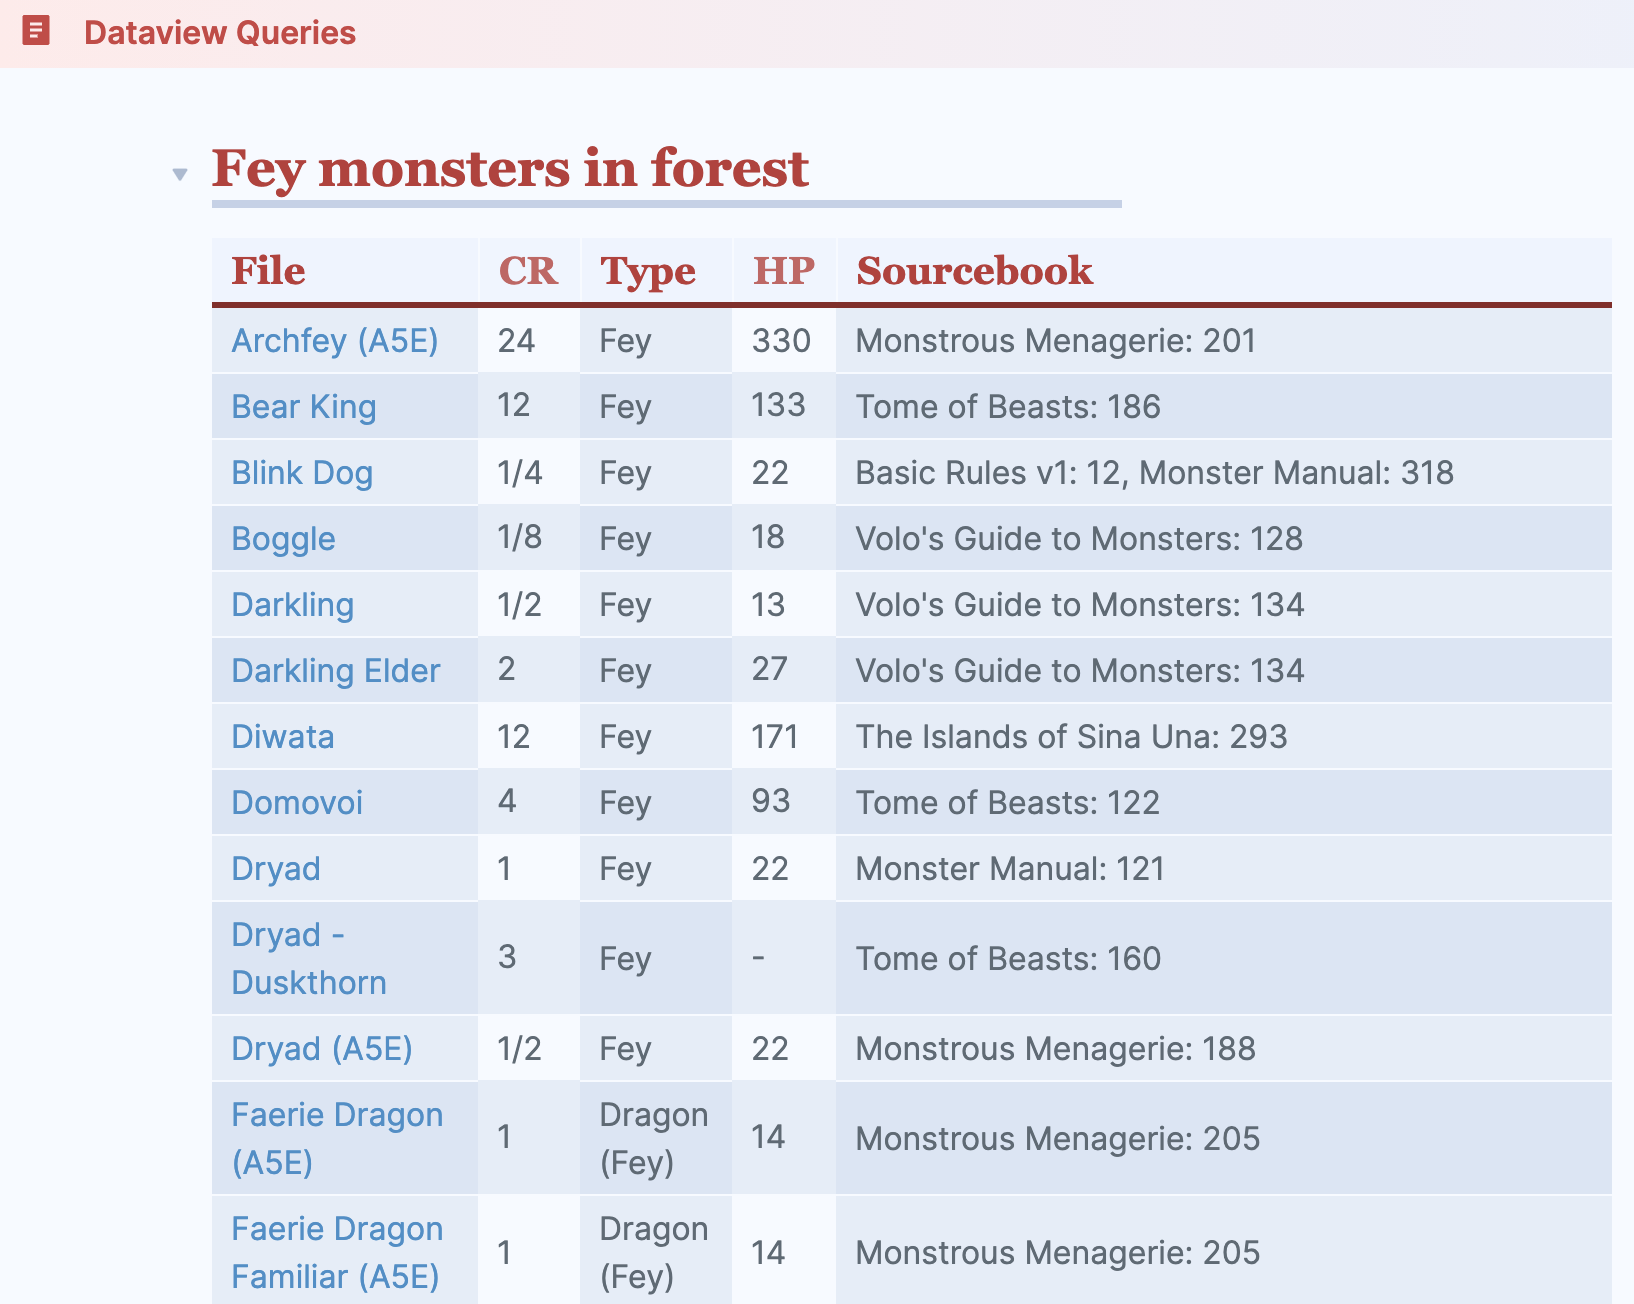 Dataview Queries
Fey monsters in forest
File CR Type HP Sourcebook
Archfey (A5E) 24 Fey 330 Monstrous Menagerie: 201
Bear King 12 Fey 133 Tome of Beasts: 186
Blink Dog 1/4 Fey 22 Basic Rules v1: 12, Monster Manual: 318
Boggle 1/8 Fey 18 Volo's Guide to Monsters: 128
Darkling 1/2 Fey 13 Volo's Guide to Monsters: 134
Darkling Elder 2 Fey 27 Volo's Guide to Monsters: 134
Diwata 12 Fey 171 The Islands of Sina Una: 293
Domovoi 4 Fey 93 Tome of Beasts: 122
Dryad 1 Fey 22 Monster Manual: 121
Dryad -
Duskthorn 3 Fey - Tome of Beasts: 160
Dryad (A5E) 1/2 Fey 22 Monstrous Menagerie: 188
Faerie Dragon
(A5E) 1 Dragon
(Fey) 14 Monstrous Menagerie: 205
Faerie Dragon
Familiar (A5E) 1 Dragon
(Fey) 14 Monstrous Menagerie: 205